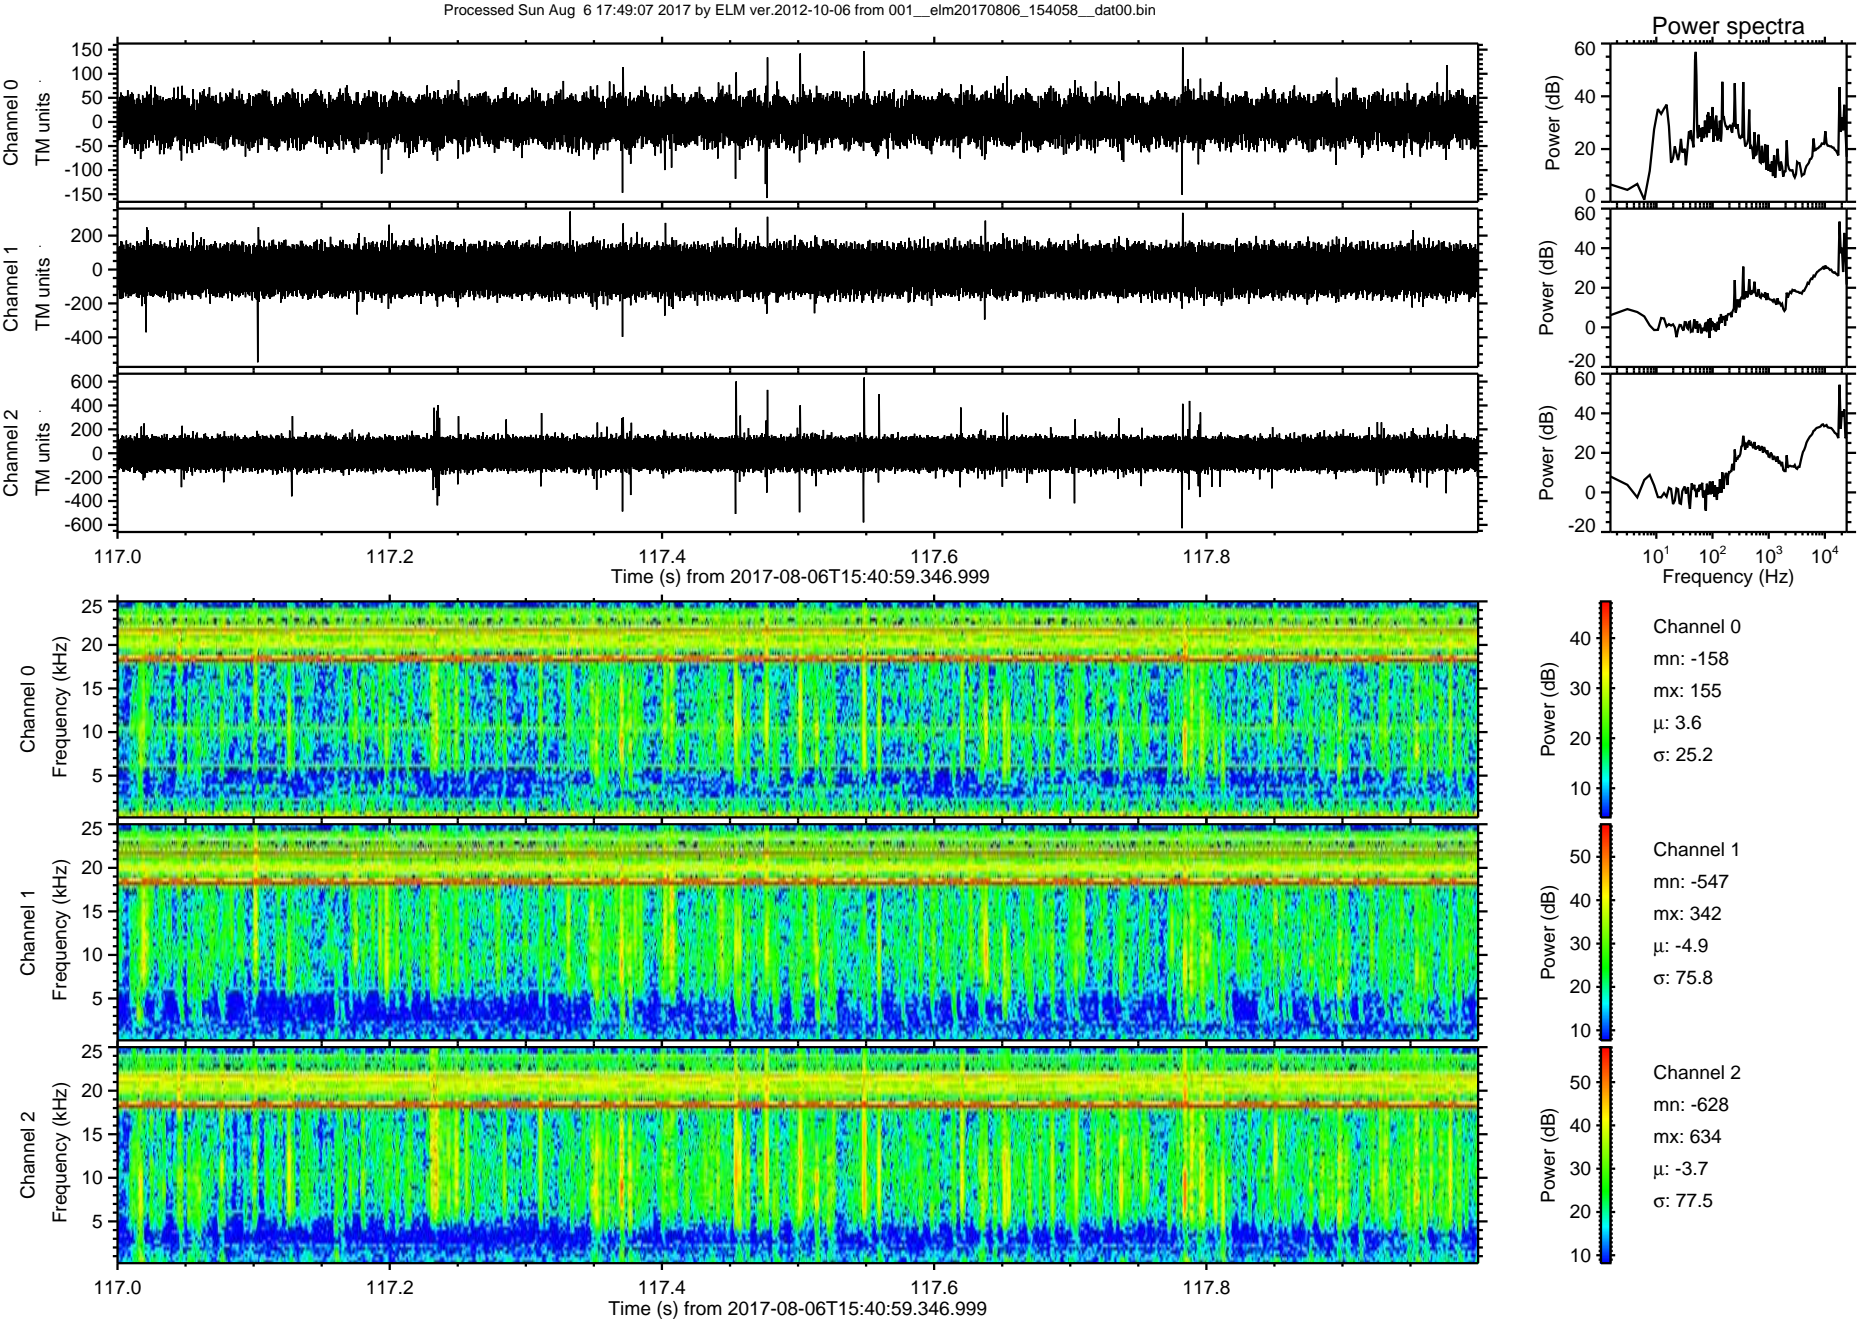 Processed Sun Aug  6 17:49:07 2017 by ELM ver.2012-10-06 from 001__elm20170806_154058__dat00.bin
Power spectra
Channel 0
TM units
150
100
50
0
-50
-100
-150
Power (dB)
60
40
20
0
Channel 1
TM units
200
0
-200
-400
Power (dB)
60
40
20
0
-20
Channel 2
TM units
600
400
200
0
-200
-400
-600
Power (dB)
60
40
20
0
-20
117.0 117.2 117.4 117.6 117.8
Time (s) from 2017-08-06T15:40:59.346.999
10^1 10^2 10^3 10^4
Frequency (Hz)
Channel 0
Frequency (kHz)
25
20
15
10
5
Power (dB)
40
30
20
10
Channel 0
mn: -158
mx: 155
μ: 3.6
σ: 25.2
Channel 1
Frequency (kHz)
25
20
15
10
5
Power (dB)
50
40
30
20
10
Channel 1
mn: -547
mx: 342
μ: -4.9
σ: 75.8
Channel 2
Frequency (kHz)
25
20
15
10
5
Power (dB)
50
40
30
20
10
Channel 2
mn: -628
mx: 634
μ: -3.7
σ: 77.5
117.0 117.2 117.4 117.6 117.8
Time (s) from 2017-08-06T15:40:59.346.999